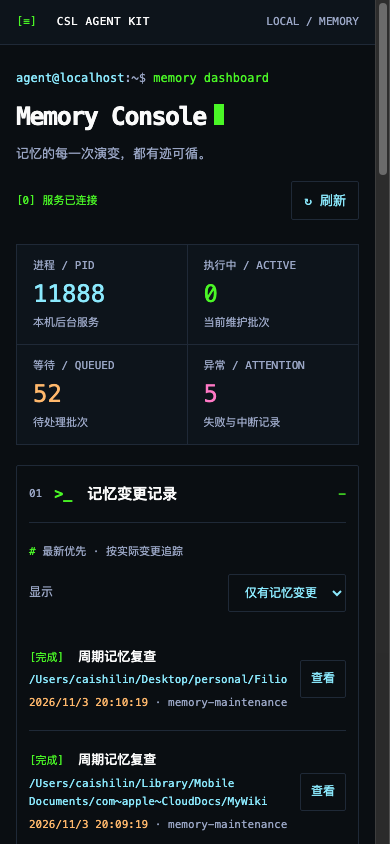 [≡] CSL AGENT KIT LOCAL / MEMORY
agent@localhost:~$ memory dashboard
Memory Console
记忆的每一次演变，都有迹可循。
[0] 服务已连接
↻ 刷新
进程 / PID
11888
本机后台服务
执行中 / ACTIVE
0
当前维护批次
等待 / QUEUED
52
待处理批次
异常 / ATTENTION
5
失败与中断记录
01 >_ 记忆变更记录 −
# 最新优先 · 按实际变更追踪
显示
仅有记忆变更
[完成] 周期记忆复查
/Users/caishilin/Desktop/personal/Filio
2026/11/3 20:10:19 · memory-maintenance
查看
[完成] 周期记忆复查
/Users/caishilin/Library/Mobile
Documents/com~apple~CloudDocs/MyWiki
2026/11/3 20:09:19 · memory-maintenance
查看